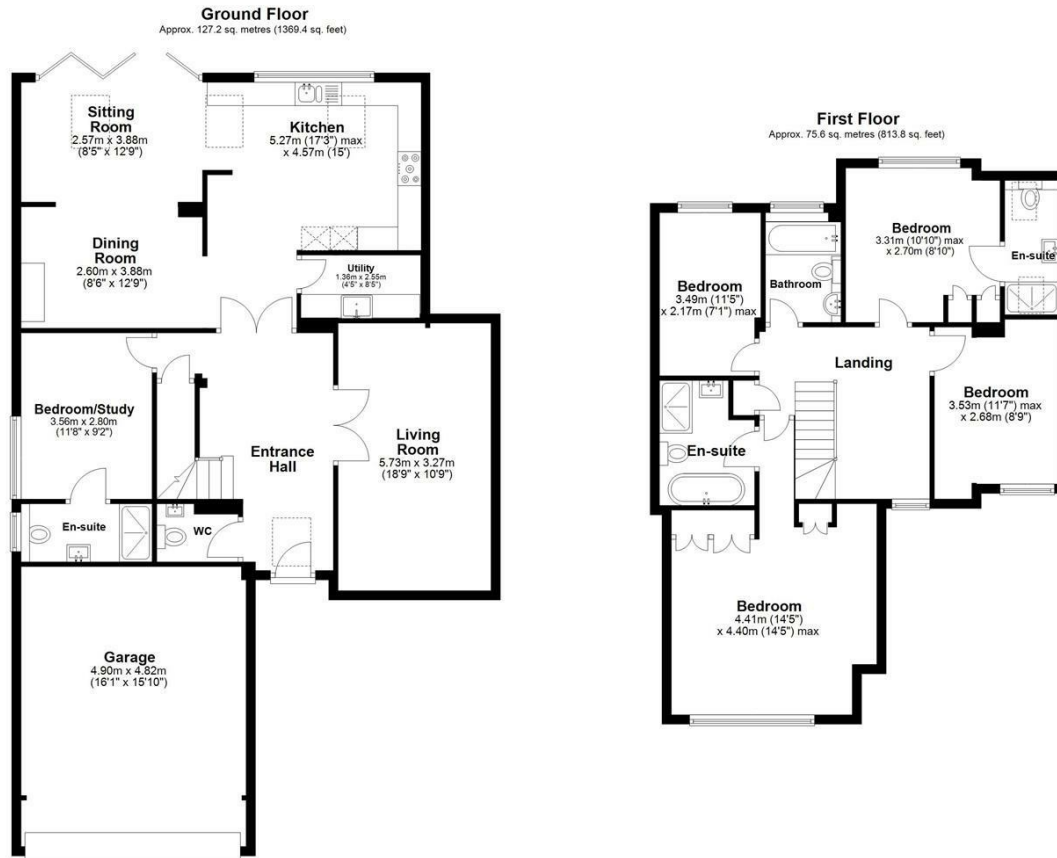 Ground Floor
Approx. 127.2 sq. metres (1369.4 sq. feet)
Sitting
Room
2.57m x 3.88m
(8'5" x 12'9")
Kitchen
5.27m (17'3") max
x 4.57m (15')
Dining
Room
2.60m x 3.88m
(8'6" x 12'9")
Utility
1.36m x 2.55m
(4'5" x 8'5")
Bedroom/Study
3.56m x 2.80m
(11'8" x 9'2")
Entrance
Hall
Living
Room
5.73m x 3.27m
(18'9" x 10'9")
En-suite
WC
Garage
4.90m x 4.82m
(16'1" x 15'10")
First Floor
Approx. 75.6 sq. metres (813.8 sq. feet)
Bedroom
3.31m (10'10") max
x 2.70m (8'10")
En-suite
Bedroom
3.49m (11'5")
x 2.17m (7'1") max
Bathroom
Landing
Bedroom
3.53m (11'7") max
x 2.68m (8'9")
En-suite
Bedroom
4.41m (14'5")
x 4.40m (14'5") max